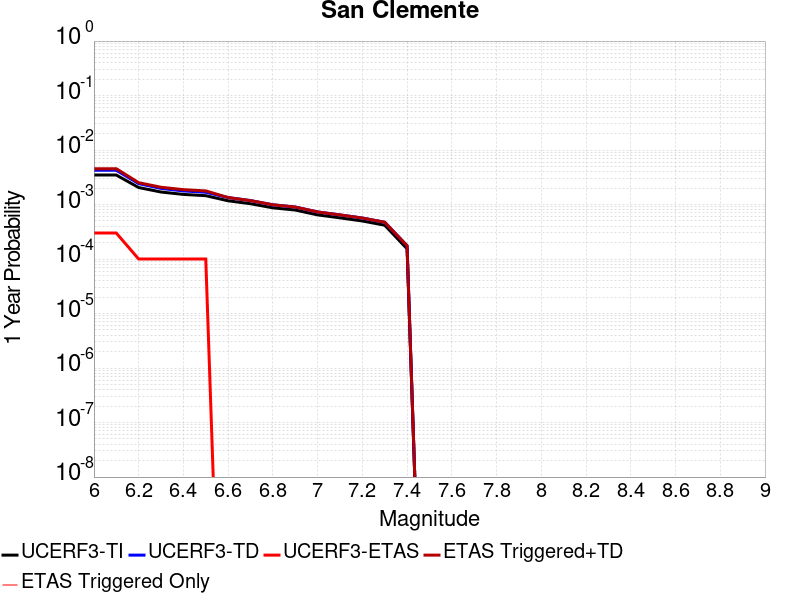 San Clemente
10^0
10^-1
10^-2
10^-3
10^-4
10^-5
10^-6
10^-7
10^-8
1 Year Probability
6 6.2 6.4 6.6 6.8 7 7.2 7.4 7.6 7.8 8 8.2 8.4 8.6 8.8 9
Magnitude
UCERF3-TI UCERF3-TD UCERF3-ETAS ETAS Triggered+TD
ETAS Triggered Only